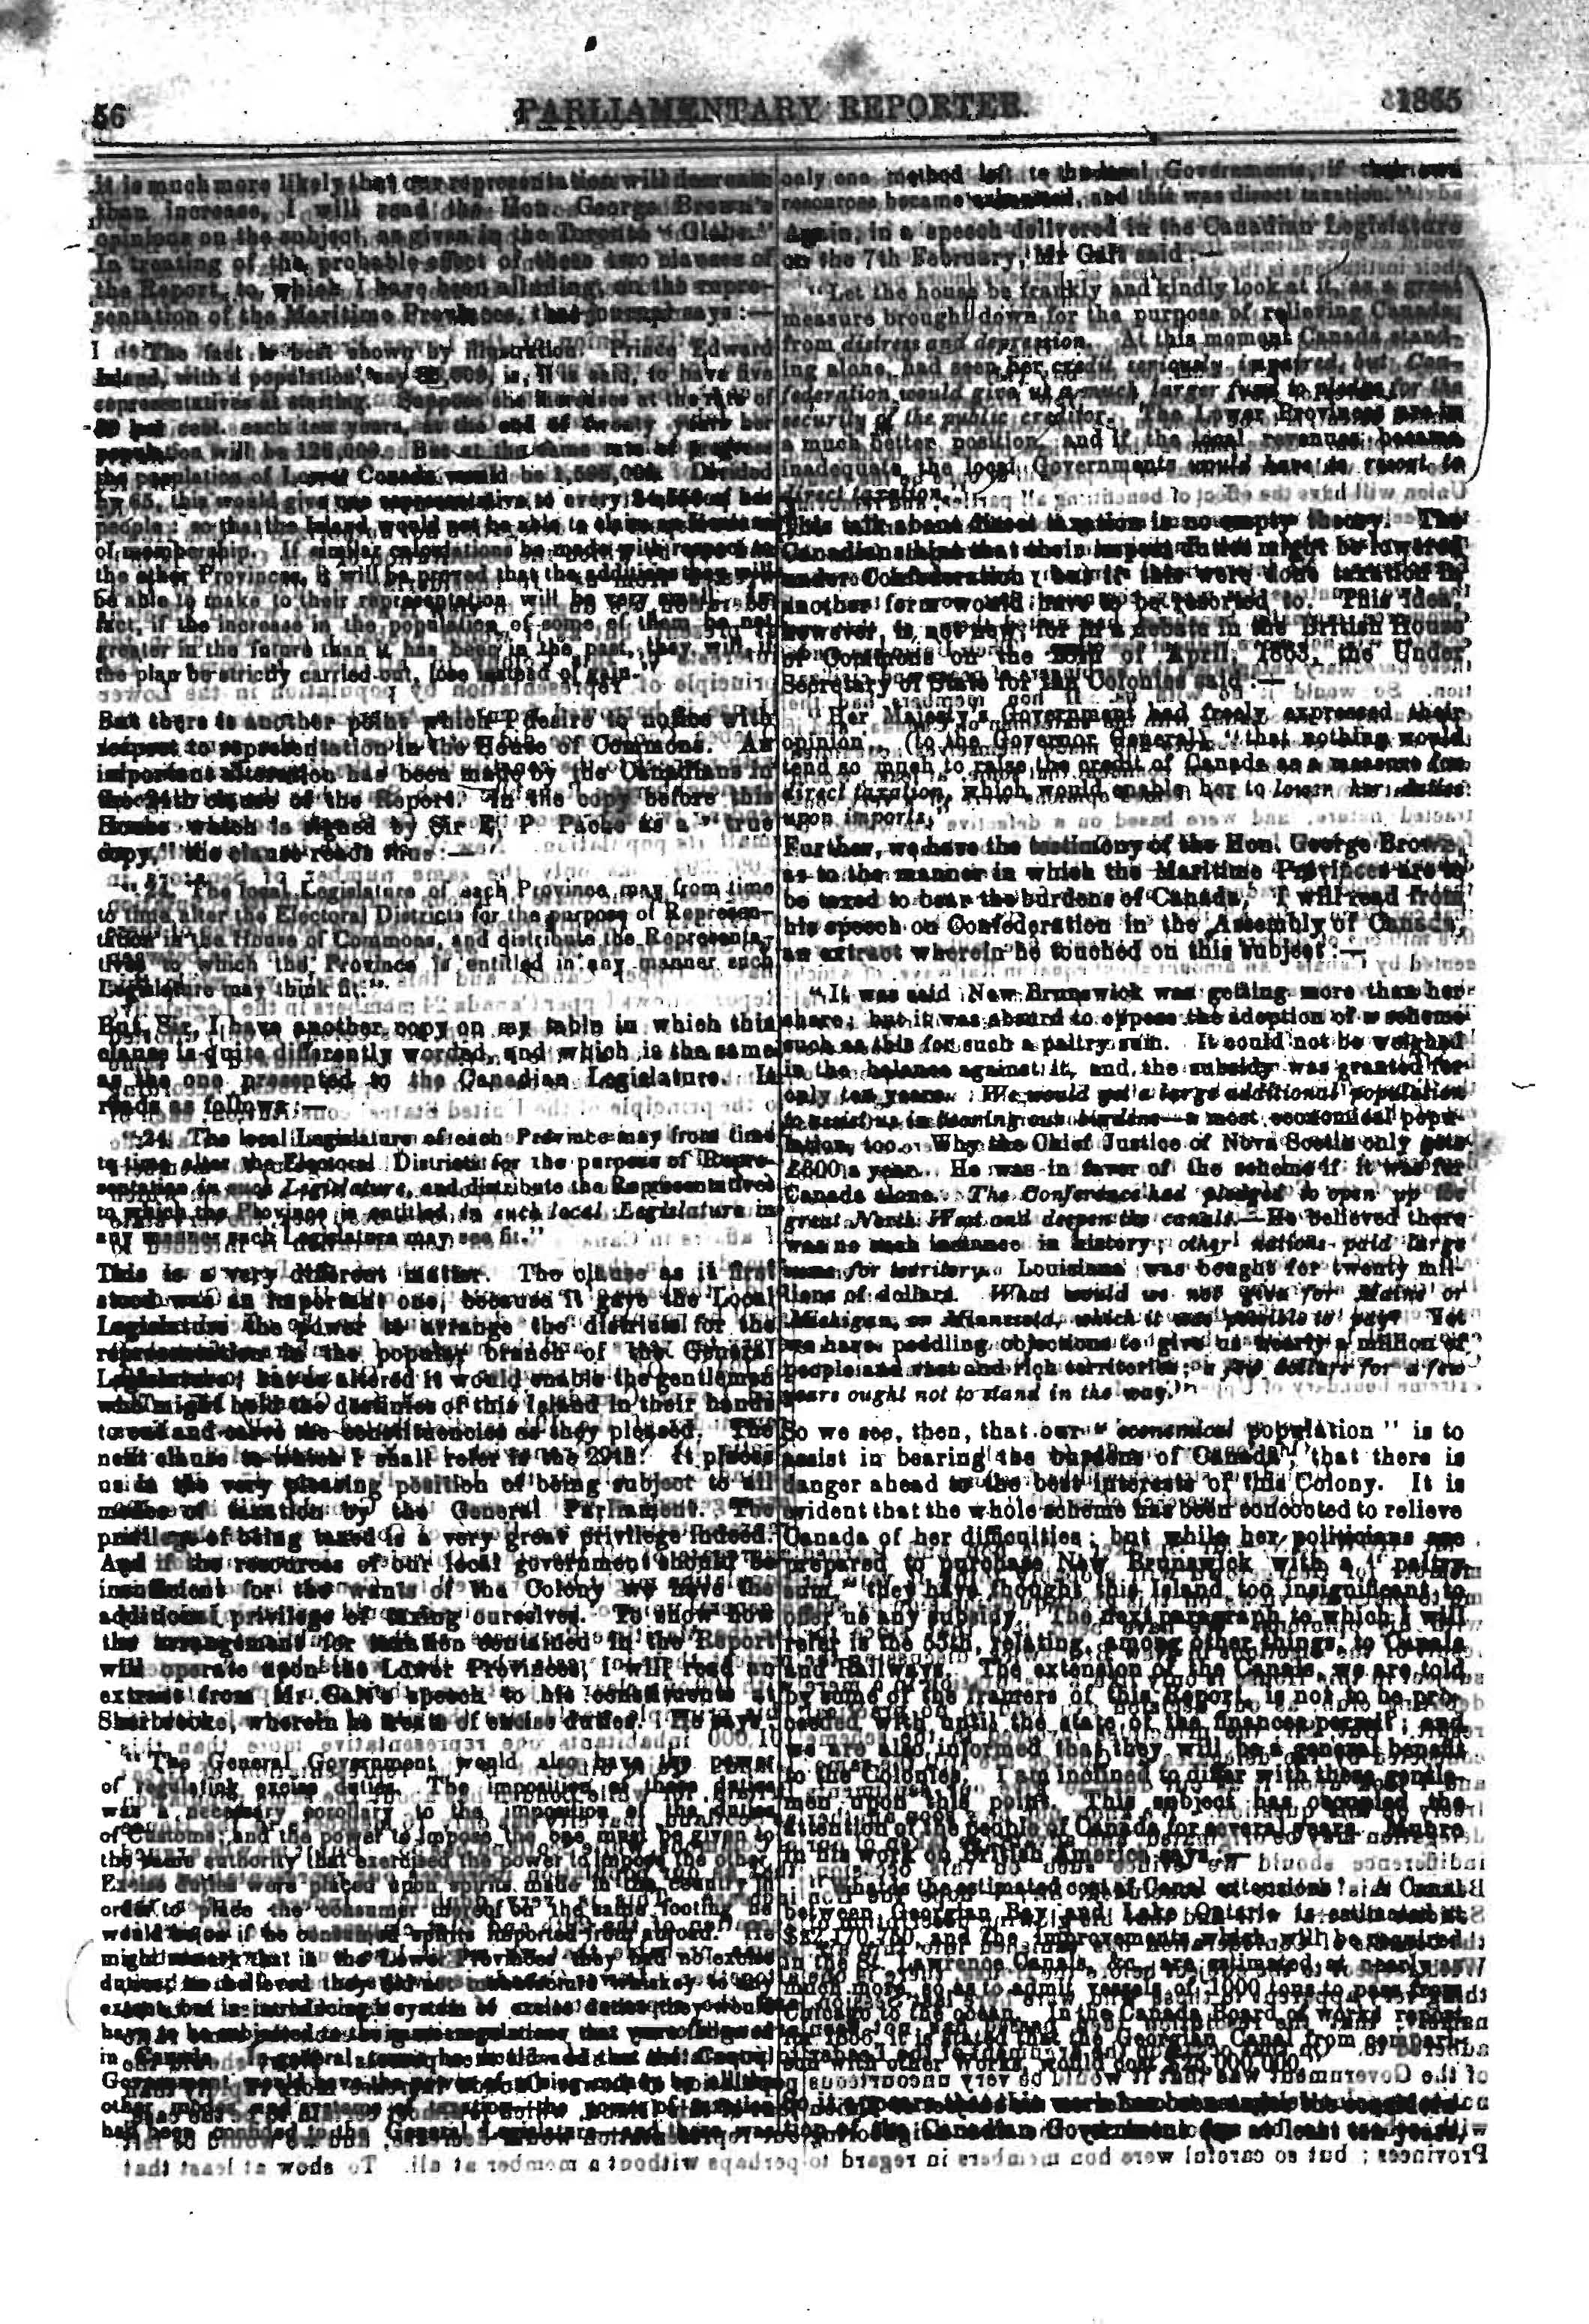 56
PARLIAMENTARY REPORTER.
1865
it is much more likely that our representation will decrease
than increase, I will read the Hon. George Brown's
opinions on the subject, as given in the Toronto "Globe."
In treating of the probable effect of these two clauses of
the Report, to which I have been alluding, on the repre-
sentation of the Maritime Provinces, that journal says :—
The fact is best shown by illustration. Prince Edward
Island, with a population, say is, it is said, to have five
representatives at starting. Suppose she increases at the rate of
per cent. each ten years, at the end of twenty years her
population will be But at the same rate of progress
the population of Lower Canada would be Divided
by 65, this would give one representative to every of her
people; so that the Island would not be able to claim
of membership. If similar calculations be made with respect to
the other Provinces, it will be proved that the additions they will
be able to make to their representation will be very small. In
fact, if the increase in the population of some of them be not
greater in the future than it has been in the past, they will, if
the plan be strictly carried out, lose instead of gain."
But there is another point which I desire to notice with
respect to representation in the House of Commons. An
important alteration has been made by the Canadians in
the 24th clause of the Report. In the copy before this
House which is signed by Sir E. P. Tache as a "true
copy," the clause reads thus :—
"24. The local Legislature of each Province may from time
to time alter the Electoral Districts for the purpose of Represen-
tation in the House of Commons, and distribute the Representa-
tives to which the Province is entitled in any manner such
Legislature may think fit."
But, Sir, I have another copy on my table in which this
clause is quite differently worded, and which is the same
as the one presented to the Canadian Legislature. It
reads as follows :—
"24. The local Legislature of each Province may from time
to time alter the Electoral Districts for the purpose of Repre-
sentation in such Legislature, and distribute the Representatives
to which the Province is entitled in such local Legislature in
any manner such Legislature may see fit."
This is a very different matter. The clause as it first
stood was an important one, because it gave the Local
Legislature the power to arrange the districts for the
representation in the popular branch of the General
Legislature; but as altered it would enable the gentlemen
who might hold the destinies of this Island in their hands
to cut and carve the constituencies as they pleased. The
next clause to which I shall refer is the 29th. It places
us in the very pleasing position of being subject to all
modes of taxation by the General Parliament. The
privilege of being taxed is a very great privilege indeed.
And if the resources of our local government should be
insufficient for the wants of the Colony we have the
additional privilege of taxing ourselves. To show how
the arrangement for taxation contained in the Report
will operate upon the Lower Provinces, I will read an
extract from Mr. Galt's speech to his constituents at
Sherbrooke, wherein he treats of excise duties. He says :
"The General Government would also have the power
of regulating excise duties. The imposition of these duties
was a necessary corollary to the imposition of the duties
of Customs; and the power to impose the one must be given to
the same authority that exercised the power to impose the other.
Excise duties were placed upon spirits made in the country in
order to place the consumer thereof on the same footing as
would be on if he consumed spirits imported from abroad. He
might remark that in the Lower Provinces they had no excise
duties; he believed they did not manufacture whiskey to any
extent, but in introducing a system of excise duties they would
have to be subjected to the same regulations that were
in Canada. In general terms
Government would have the power of
other modes and systems of taxation the power of taxation
had been confided to the General Legislature and there was
only one method left to the local Governments, if their own
resources became exhausted, and this was direct taxation."
Again, in a speech delivered in the Canadian Legislature
on the 7th February, Mr Galt said :—
"Let the house be frankly and kindly look at it, as a great
measure brought down for the purpose of relieving Canada
from distress and depression. At this moment Canada stand-
ing alone, had seen her credit seriously impaired, but Con-
federation would give us a much larger fund to pledge for the
security of the public creditor. The Lower Provinces are in
a much better position, and if the local revenues became
inadequate the local Governments would have to resort to
direct taxation."
This talk about direct taxation is no empty theory. The
Canadians think that their import duties might be lowered
under Confederation; but if this were done taxation in
another form would have to be resorted to. This idea,
however, is not new, for in a debate in the British House
of Commons on the of April, 1863, the Under
Secretary of State for the Colonies said :—
"Her Majesty's Government had freely expressed their
opinion, (to the Governor General) "that nothing would
tend so much to raise the credit of Canada as a measure for
direct taxation, which would enable her to lower her duties
upon imports."
Further, we have the testimony of the Hon. George Brown,
as to the manner in which the Maritime Provinces are to
be taxed to bear the burdens of Canada. I will read from
his speech on Confederation in the Assembly of Canada,
an extract wherein he touched on this subject :—
"It was said New Brunswick was getting more than her
share; but it was absurd to oppose the adoption of a scheme
such as this for such a paltry sum. It could not be weighed
in the balance against it, and the subsidy was granted for
only ten years. We would get a large additional population
to assist us in bearing our burdens—a most economical popu-
lation, too. Why the Chief Justice of Nova Scotia only gets
£600 a year. He was in favor of the scheme if it was for
Canada alone. The Conference had pledged to open up the
great North West and deepen the canals.—He believed there
was no such instance in history; other nations paid large
sums for territory. Louisiana was bought for twenty mil-
lions of dollars. What would we not give for Maine or
Michigan, or Minnesota, which it was possible to pay? Yet
we have peddling objections to give us nearly a million of
people and vast and rich territories; a few dollars for a few
years ought not to stand in the way."
So we see, then, that our "economical population" is to
assist in bearing the burdens of Canada, that there is
danger ahead to the best interests of this Colony. It is
evident that the whole scheme has been concocted to relieve
Canada of her difficulties; but while her politicians are
prepared to purchase New Brunswick with a "paltry
sum," they have thought this Island too insignificant to
offer us any subsidy. The next paragraph to which I will
refer is the relating, among other things, to Canals
and Railways. The extension of the Canals, we are told
by some of the framers of this Report, is not to be pro-
ceeded with until the state of the finances permit; and
we are also informed that they will be a general benefit
to the Colonies. I am inclined to differ with these gentle-
men upon this point. This subject has occupied the
attention of the people of Canada for several years. Munro
in his work on British America says :—
"What is the estimated cost of Canal extensions? A Canal
between Georgian Bay and Lake Ontario is estimated at
$22,170,750, and the improvements which will be required
in the St. Lawrence Canals, &c., are estimated at nearly as
much more, so as to admit vessels of 1000 tons to pass from
Chicago to the ocean. In the Canada Board of Works report
for it is stated that the Georgian Canal from compari-
son with other works, would cost
So it appears that this work has been under the considera-
tion of the Canadian Government for at least ten years,